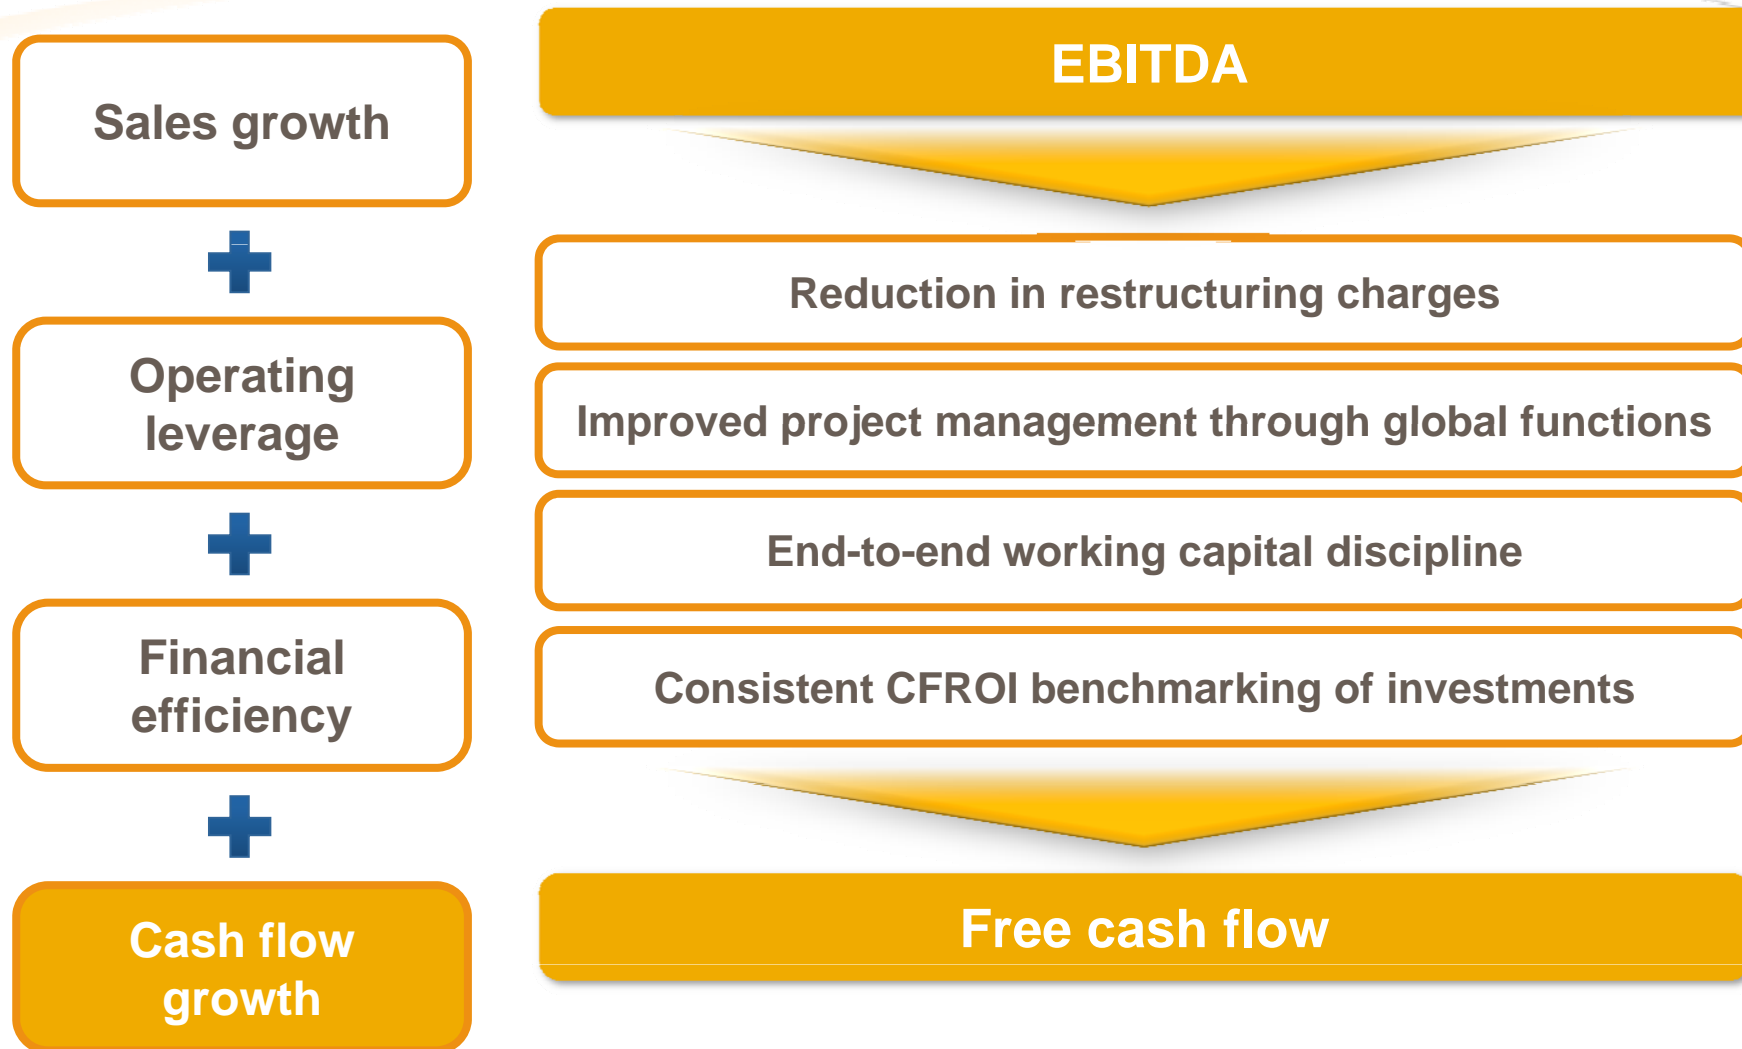 Sales growth
Operating
leverage
Financial
efficiency
Cash flow
growth
EBITDA
Reduction in restructuring charges
Improved project management through global functions
End-to-end working capital discipline
Consistent CFROI benchmarking of investments
Free cash flow